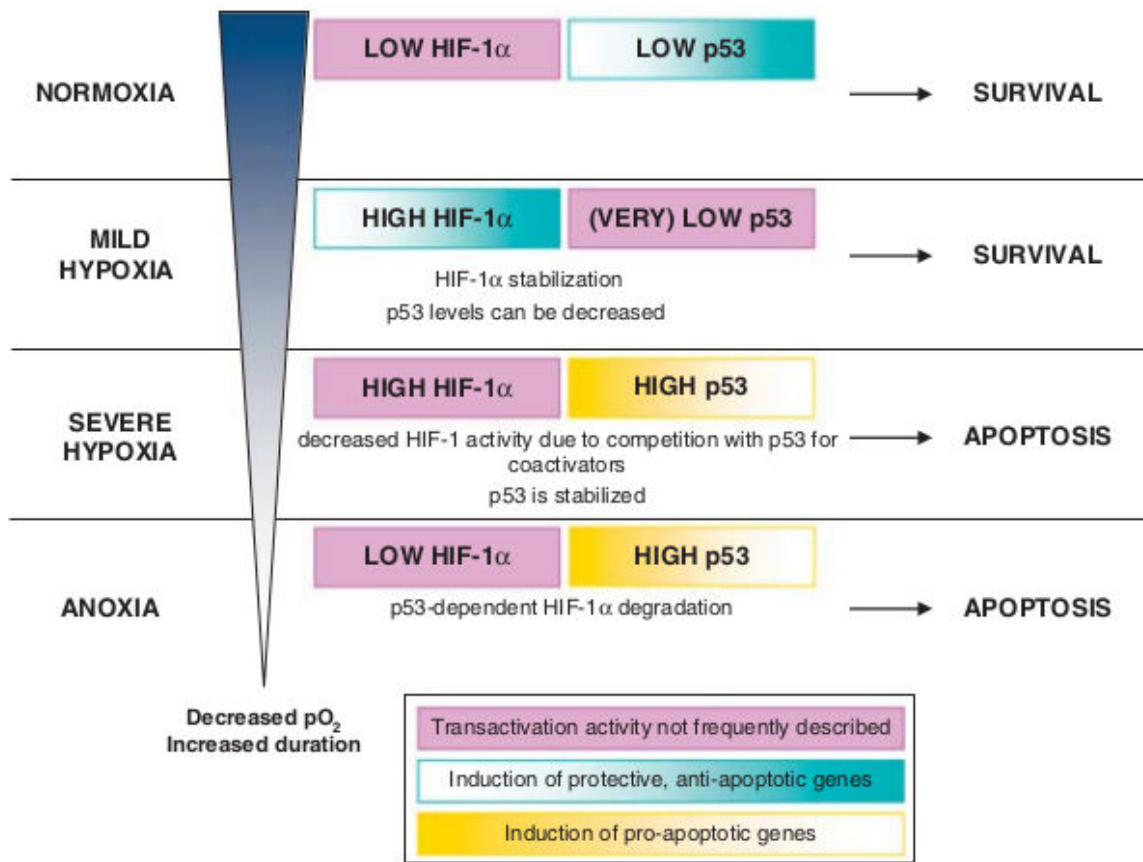 LOW HIF-1α
LOW p53
NORMOXIA
SURVIVAL
HIGH HIF-1α
(VERY) LOW p53
MILD
HYPOXIA
SURVIVAL
HIF-1α stabilization
p53 levels can be decreased
HIGH HIF-1α
HIGH p53
SEVERE
HYPOXIA
decreased HIF-1 activity due to competition with p53 for
coactivators
p53 is stabilized
APOPTOSIS
LOW HIF-1α
HIGH p53
ANOXIA
p53-dependent HIF-1α degradation
APOPTOSIS
Decreased pO₂
Increased duration
Transactivation activity not frequently described
Induction of protective, anti-apoptotic genes
Induction of pro-apoptotic genes